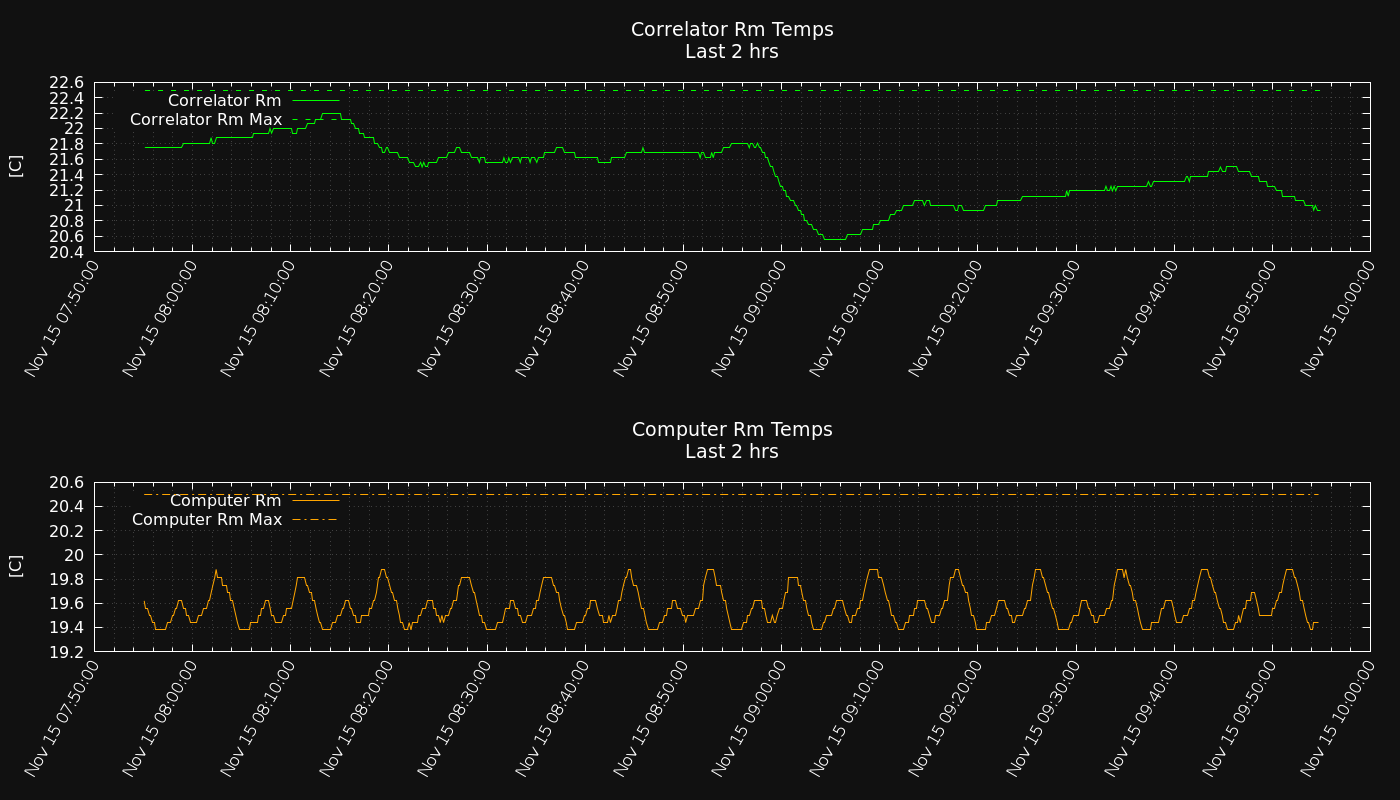 Correlator Rm Temps
Last 2 hrs
22.6
22.4
22.2
22
21.8
21.6
21.4
21.2
21
20.8
20.6
20.4
[C]
Correlator Rm
Correlator Rm Max
Nov 15 07:50:00
Nov 15 08:00:00
Nov 15 08:10:00
Nov 15 08:20:00
Nov 15 08:30:00
Nov 15 08:40:00
Nov 15 08:50:00
Nov 15 09:00:00
Nov 15 09:10:00
Nov 15 09:20:00
Nov 15 09:30:00
Nov 15 09:40:00
Nov 15 09:50:00
Nov 15 10:00:00
Computer Rm Temps
Last 2 hrs
20.6
20.4
20.2
20
19.8
19.6
19.4
19.2
[C]
Computer Rm
Computer Rm Max
Nov 15 07:50:00
Nov 15 08:00:00
Nov 15 08:10:00
Nov 15 08:20:00
Nov 15 08:30:00
Nov 15 08:40:00
Nov 15 08:50:00
Nov 15 09:00:00
Nov 15 09:10:00
Nov 15 09:20:00
Nov 15 09:30:00
Nov 15 09:40:00
Nov 15 09:50:00
Nov 15 10:00:00